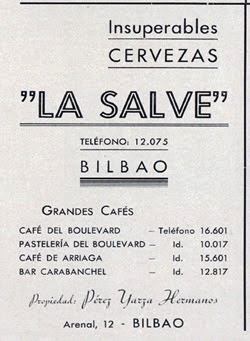 Insuperables
CERVEZAS
"LA SALVE"
TELÉFONO: 12.075
BILBAO
GRANDES CAFÉS
CAFÉ DEL BOULEVARD — Teléfono 16.601
PASTELERÍA DEL BOULEVARD — Id. 10.017
CAFÉ DE ARRIAGA — Id. 15.601
BAR CARABANCHEL — Id. 12.817
Propiedad: Pérez Yarza Hermanos
Arenal, 12 - BILBAO